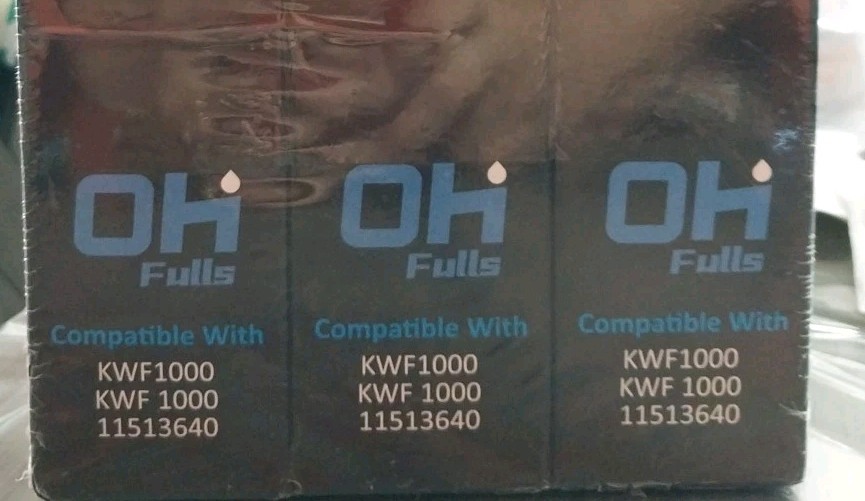 Oh
Fulls
Compatible With
KWF1000
KWF 1000
11513640
Oh
Fulls
Compatible With
KWF1000
KWF 1000
11513640
Oh
Fulls
Compatible With
KWF1000
KWF 1000
11513640